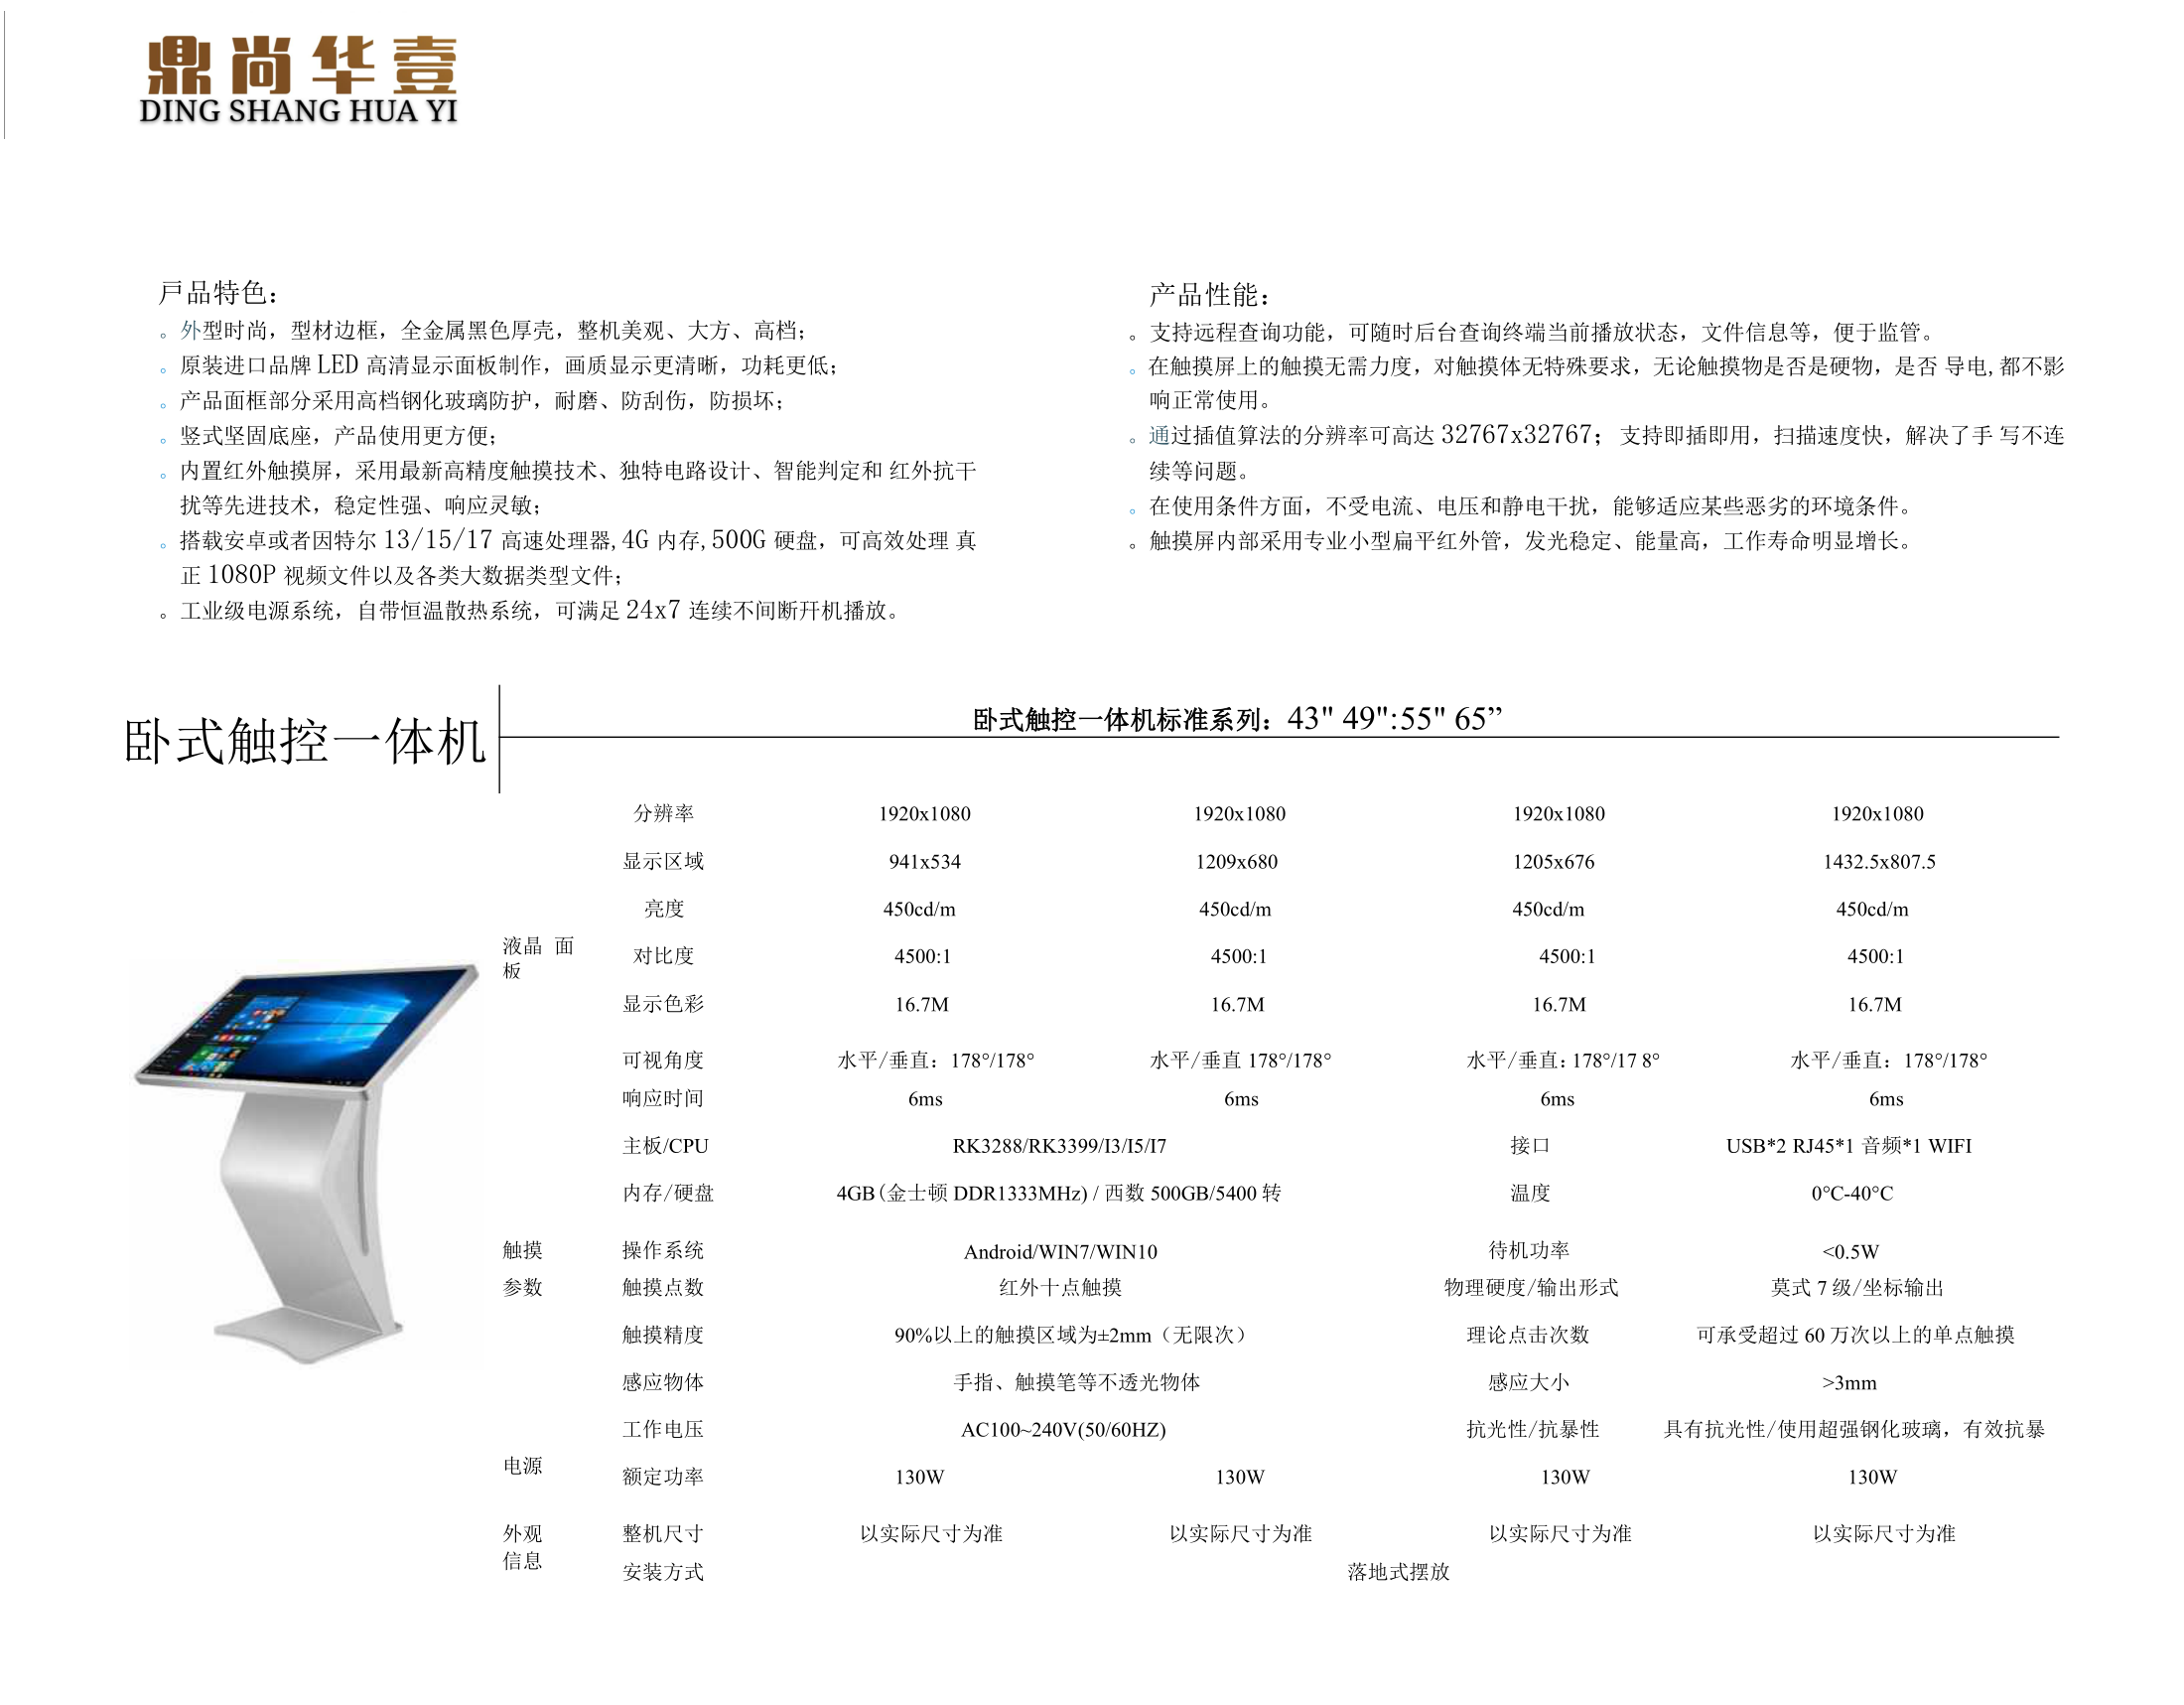 鼎尚华壹
DING SHANG HUA YI
戸品特色：
。外型时尚，型材边框，全金属黑色厚壳，整机美观、大方、高档；
。原装进口品牌 LED 高清显示面板制作，画质显示更清晰，功耗更低；
。产品面框部分采用高档钢化玻璃防护，耐磨、防刮伤，防损坏；
。竖式坚固底座，产品使用更方便；
。内置红外触摸屏，采用最新高精度触摸技术、独特电路设计、智能判定和 红外抗干
扰等先进技术，稳定性强、响应灵敏；
。搭载安卓或者因特尔 13/15/17 高速处理器,4G 内存,500G 硬盘，可高效处理 真
正 1080P 视频文件以及各类大数据类型文件；
。工业级电源系统，自带恒温散热系统，可满足 24x7 连续不间断开机播放。
产品性能：
。支持远程查询功能，可随时后台查询终端当前播放状态，文件信息等，便于监管。
。在触摸屏上的触摸无需力度，对触摸体无特殊要求，无论触摸物是否是硬物，是否 导电,都不影
响正常使用。
。通过插值算法的分辨率可高达 32767x32767；支持即插即用，扫描速度快，解决了手 写不连
续等问题。
。在使用条件方面，不受电流、电压和静电干扰，能够适应某些恶劣的环境条件。
。触摸屏内部采用专业小型扁平红外管，发光稳定、能量高，工作寿命明显增长。
卧式触控一体机
卧式触控一体机标准系列：43" 49":55" 65”
分辨率 1920x1080 1920x1080 1920x1080 1920x1080
显示区域 941x534 1209x680 1205x676 1432.5x807.5
亮度 450cd/m 450cd/m 450cd/m 450cd/m
液晶 面
板
对比度 4500:1 4500:1 4500:1 4500:1
显示色彩 16.7M 16.7M 16.7M 16.7M
可视角度 水平/垂直：178°/178° 水平/垂直 178°/178° 水平/垂直：178°/17 8° 水平/垂直：178°/178°
响应时间 6ms 6ms 6ms 6ms
主板/CPU RK3288/RK3399/I3/I5/I7 接口 USB*2 RJ45*1 音频*1 WIFI
内存/硬盘 4GB(金士顿 DDR1333MHz) / 西数 500GB/5400 转 温度 0°C-40°C
触摸 操作系统 Android/WIN7/WIN10 待机功率 <0.5W
参数 触摸点数 红外十点触摸 物理硬度/输出形式 莫式 7 级/坐标输出
触摸精度 90%以上的触摸区域为±2mm（无限次） 理论点击次数 可承受超过 60 万次以上的单点触摸
感应物体 手指、触摸笔等不透光物体 感应大小 >3mm
工作电压 AC100~240V(50/60HZ) 抗光性/抗暴性 具有抗光性/使用超强钢化玻璃，有效抗暴
电源
额定功率 130W 130W 130W 130W
外观 整机尺寸 以实际尺寸为准 以实际尺寸为准 以实际尺寸为准 以实际尺寸为准
信息
安装方式 落地式摆放